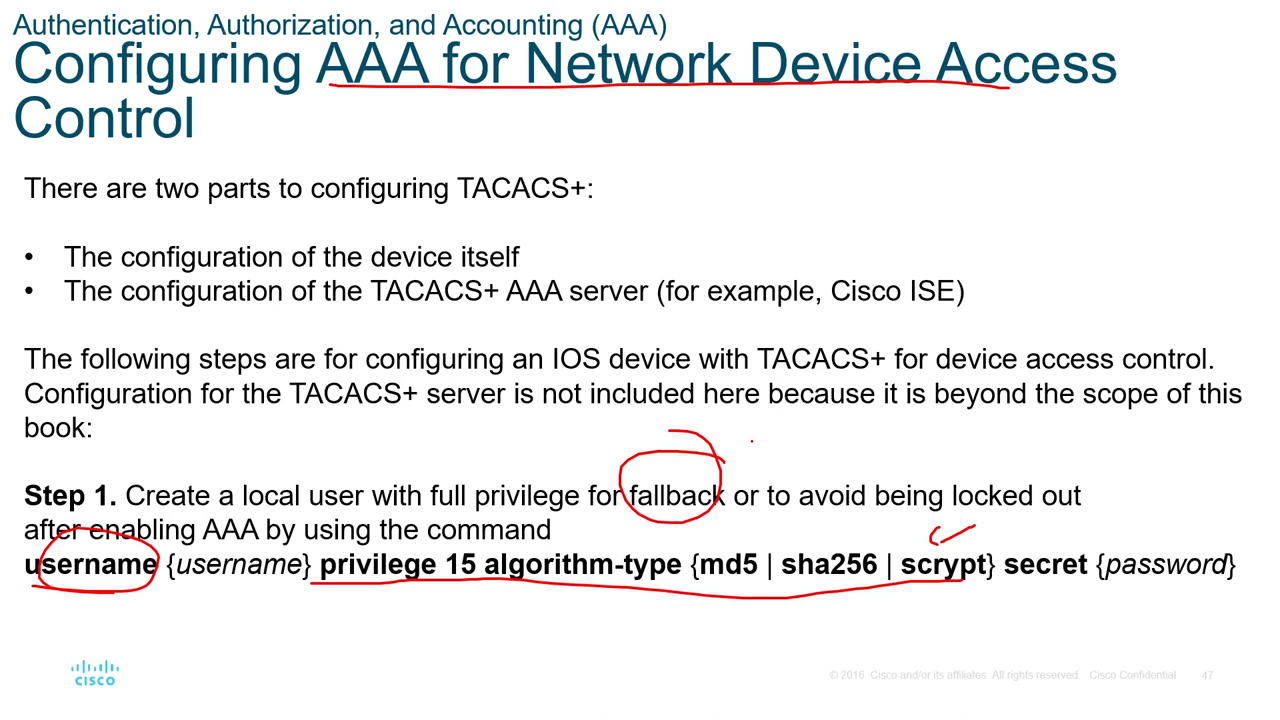 Authentication, Authorization, and Accounting (AAA)
Configuring AAA for Network Device Access
Control
There are two parts to configuring TACACS+:
• The configuration of the device itself
• The configuration of the TACACS+ AAA server (for example, Cisco ISE)
The following steps are for configuring an IOS device with TACACS+ for device access control.
Configuration for the TACACS+ server is not included here because it is beyond the scope of this
book:
Step 1. Create a local user with full privilege for fallback or to avoid being locked out
after enabling AAA by using the command
username {username} privilege 15 algorithm-type {md5 | sha256 | scrypt} secret {password}
CISCO
© 2016 Cisco and/or its affiliates. All rights reserved. Cisco Confidential 47